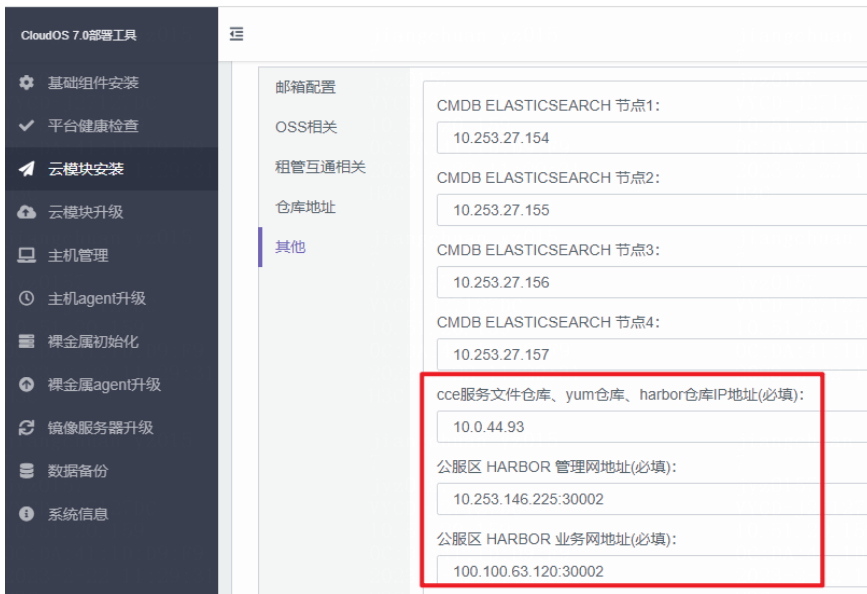 CloudOS 7.0部署工具
基础组件安装
平台健康检查
云模块安装
云模块升级
主机管理
主机agent升级
裸金属初始化
裸金属agent升级
镜像服务器升级
数据备份
系统信息
邮箱配置
OSS相关
租管互通相关
仓库地址
其他
CMDB ELASTICSEARCH 节点1:
10.253.27.154
CMDB ELASTICSEARCH 节点2:
10.253.27.155
CMDB ELASTICSEARCH 节点3:
10.253.27.156
CMDB ELASTICSEARCH 节点4:
10.253.27.157
cce服务文件仓库、yum仓库、harbor仓库IP地址(必填):
10.0.44.93
公服区 HARBOR 管理网地址(必填):
10.253.146.225:30002
公服区 HARBOR 业务网地址(必填):
100.100.63.120:30002